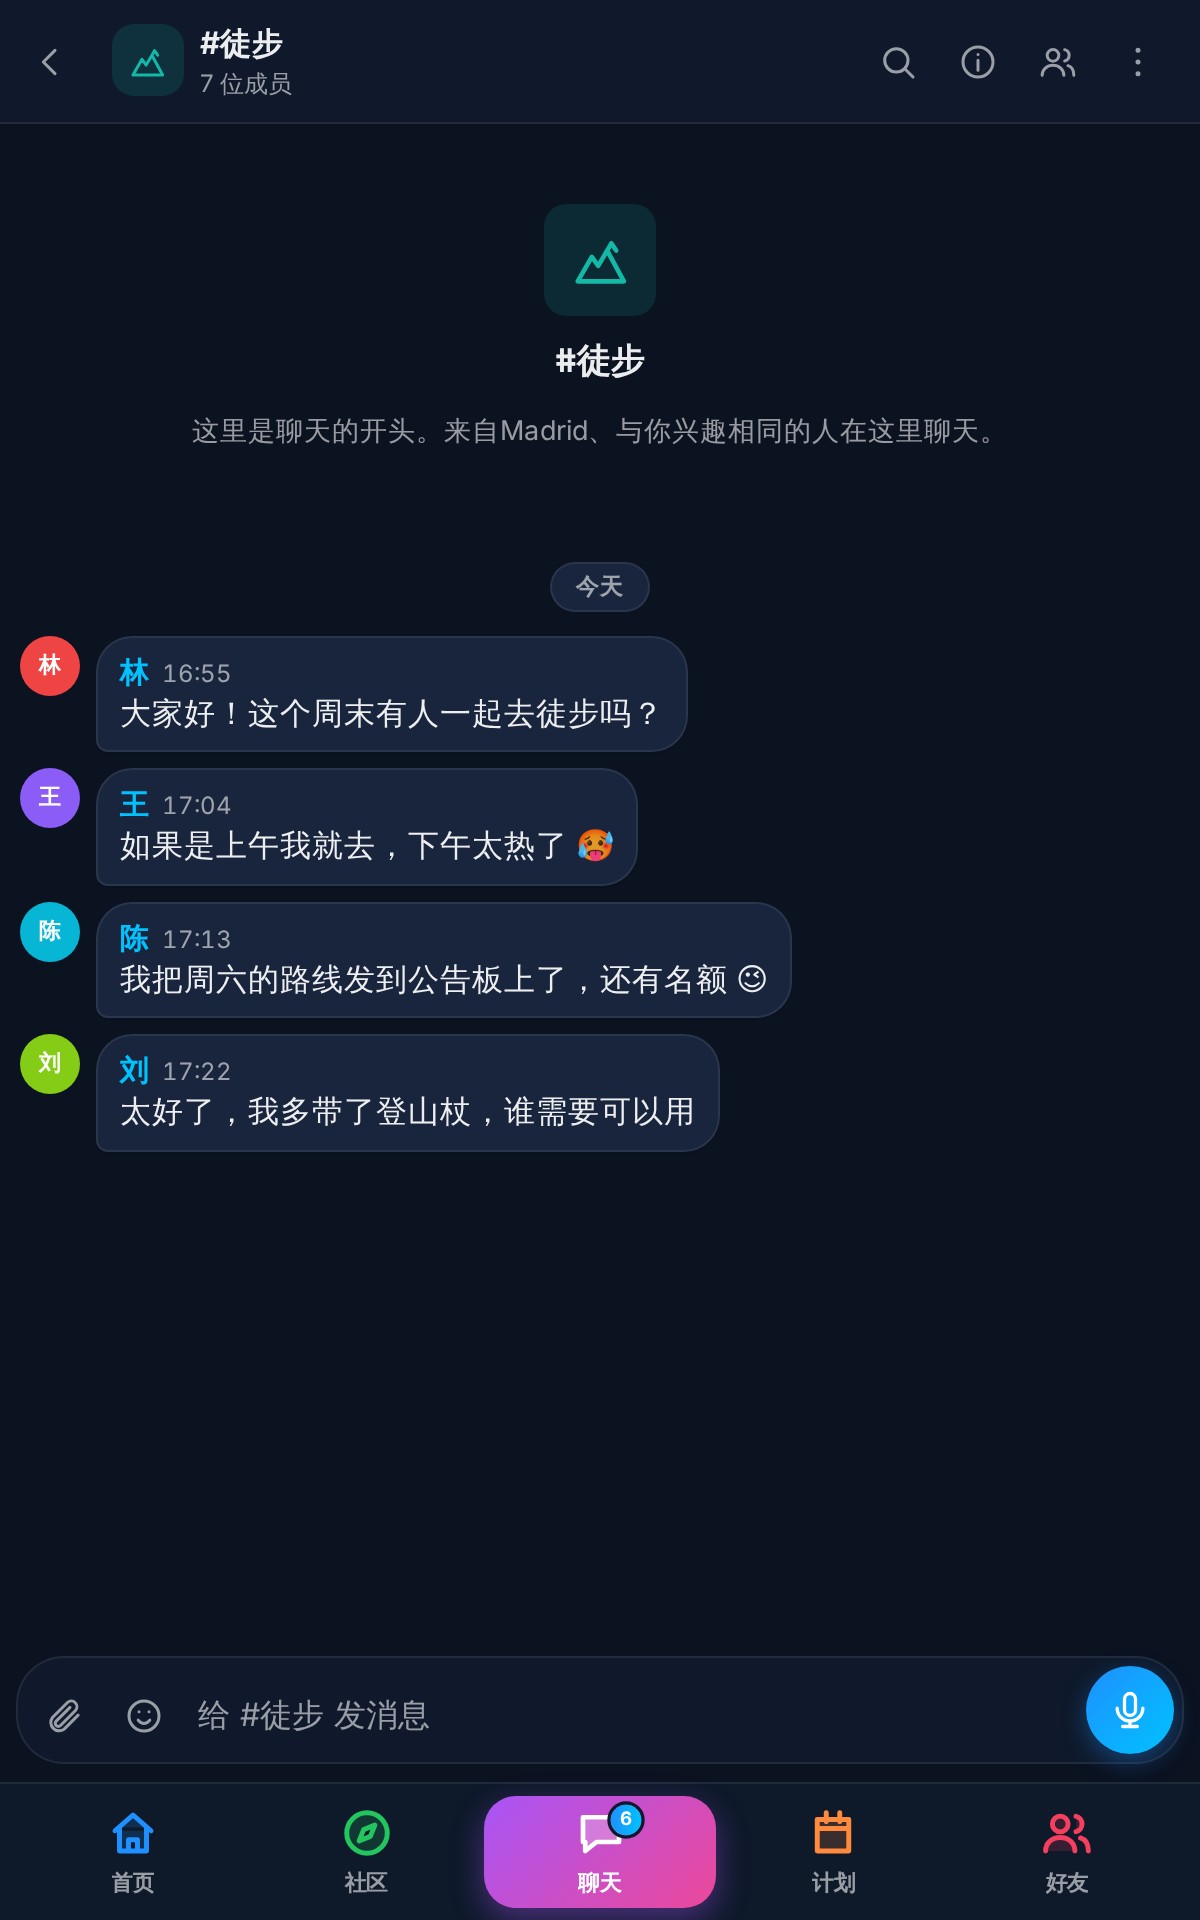 #徒步
7 位成员
#徒步
这里是聊天的开头。来自Madrid、与你兴趣相同的人在这里聊天。
今天
林
林 16:55
大家好！这个周末有人一起去徒步吗？
王
王 17:04
如果是上午我就去，下午太热了 🥵
陈
陈 17:13
我把周六的路线发到公告板上了，还有名额 😉
刘
刘 17:22
太好了，我多带了登山杖，谁需要可以用
给 #徒步 发消息
6
首页
社区
聊天
计划
好友